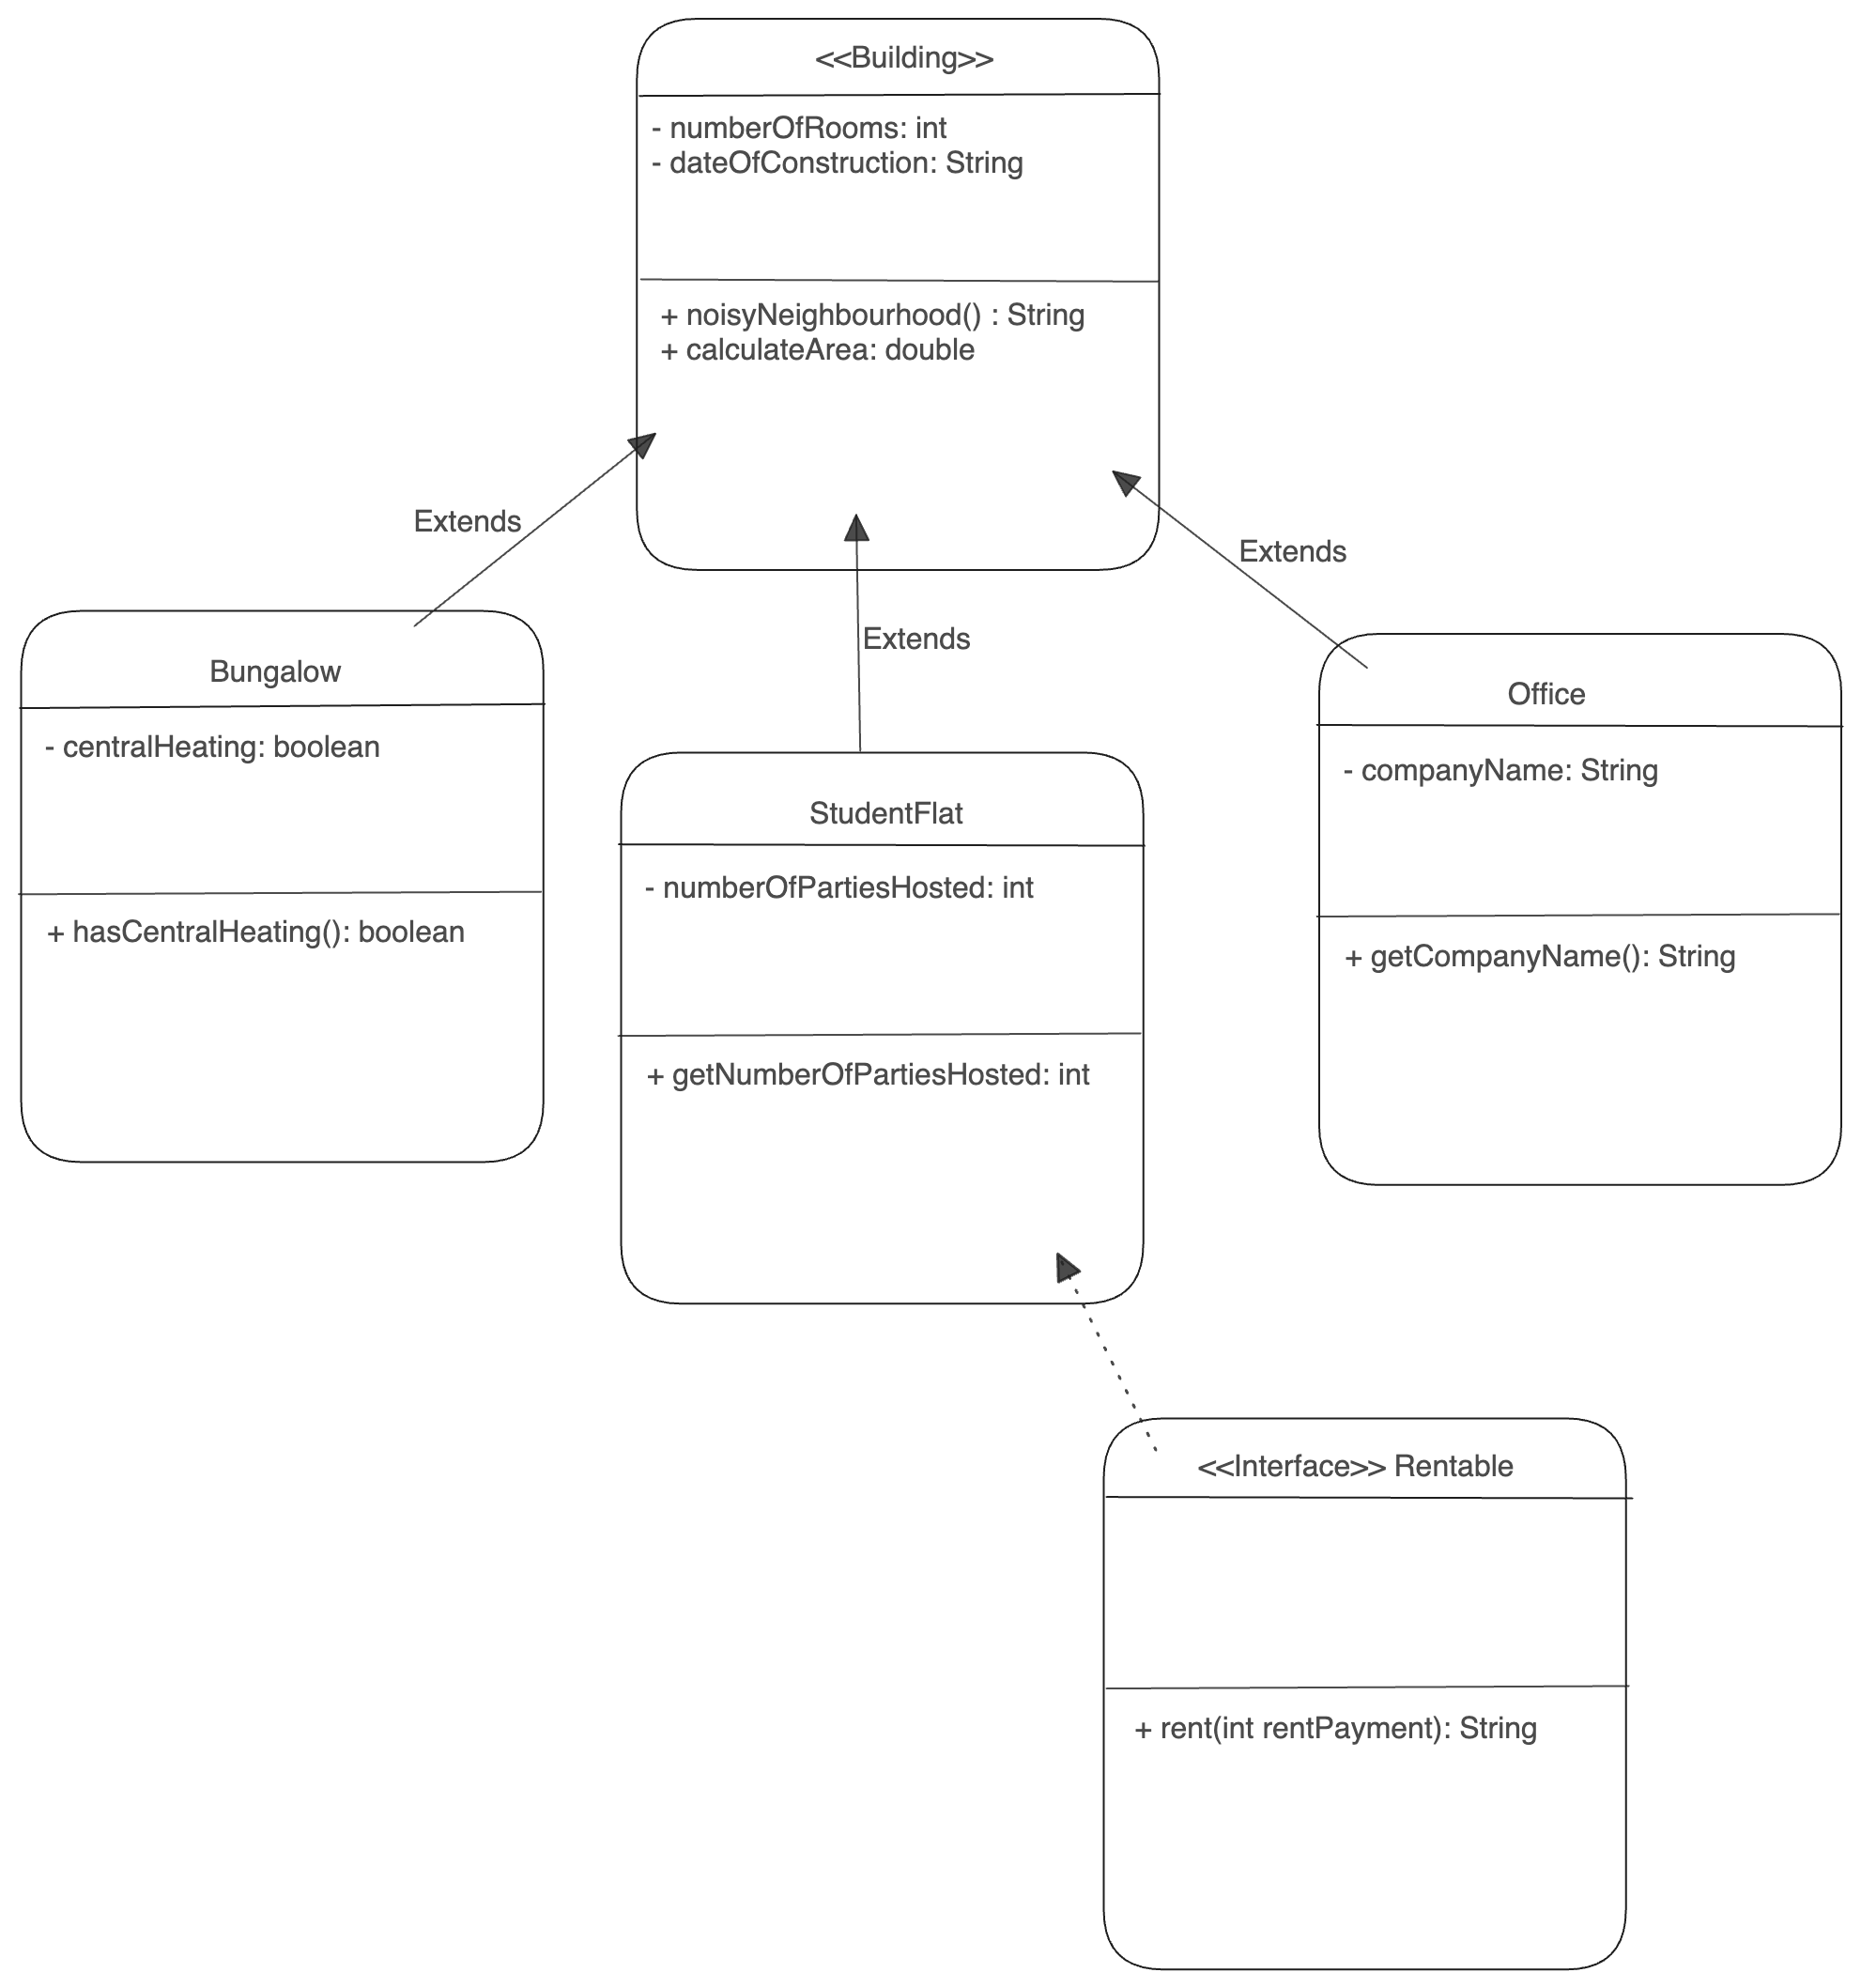 <<Building>>
- numberOfRooms: int
- dateOfConstruction: String
+ noisyNeighbourhood() : String
+ calculateArea: double
Extends
Extends
Extends
Bungalow
- centralHeating: boolean
+ hasCentralHeating(): boolean
StudentFlat
- numberOfPartiesHosted: int
+ getNumberOfPartiesHosted: int
Office
- companyName: String
+ getCompanyName(): String
<<Interface>> Rentable
+ rent(int rentPayment): String